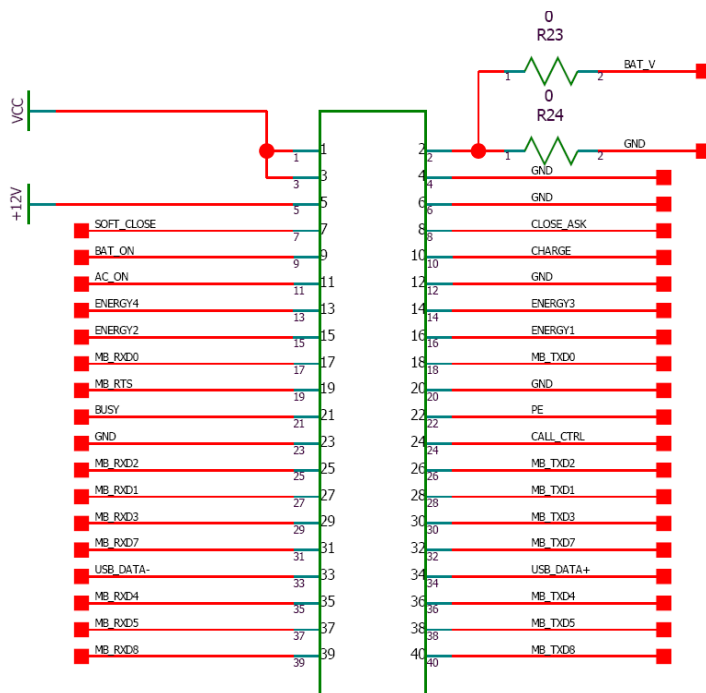 0
R23
1 2 BAT_V
0
R24
VCC 1 1 2 2 1 2 GND
3 3 4 4 GND
+12V 5 5 6 6 GND
SOFT_CLOSE 7 7 8 8 CLOSE_ASK
BAT_ON 9 9 10 10 CHARGE
AC_ON 11 11 12 12 GND
ENERGY4 13 13 14 14 ENERGY3
ENERGY2 15 15 16 16 ENERGY1
MB_RXD0 17 17 18 18 MB_TXD0
MB_RTS 19 19 20 20 GND
BUSY 21 21 22 22 PE
GND 23 23 24 24 CALL_CTRL
MB_RXD2 25 25 26 26 MB_TXD2
MB_RXD1 27 27 28 28 MB_TXD1
MB_RXD3 29 29 30 30 MB_TXD3
MB_RXD7 31 31 32 32 MB_TXD7
USB_DATA- 33 33 34 34 USB_DATA+
MB_RXD4 35 35 36 36 MB_TXD4
MB_RXD5 37 37 38 38 MB_TXD5
MB_RXD8 39 39 40 40 MB_TXD8